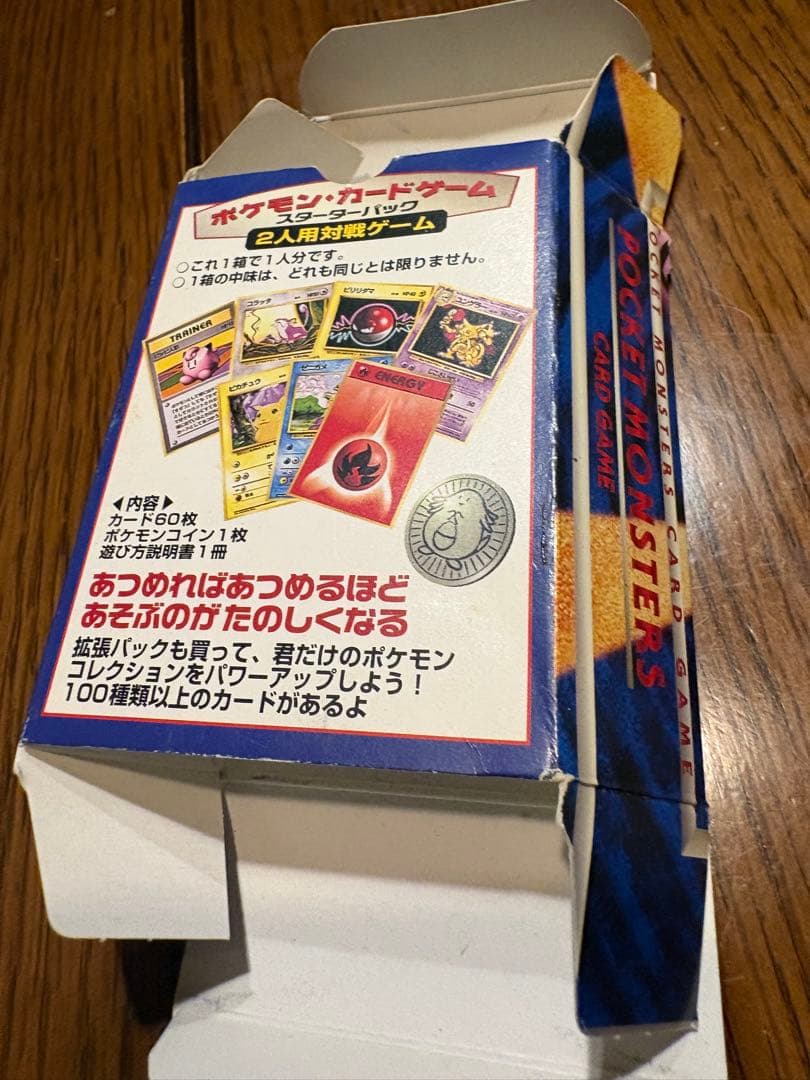 ポケモン・カードゲーム
スターターパック
2人用対戦ゲーム
○これ1箱で1人分です。
○1箱の中味は、どれも同じとは限りません。
TRAINER
コラッタ
ビリリダマ
ユンゲラー
ピカチュウ
ENERGY
◀内容▶
カード60枚
ポケモンコイン1枚
遊び方説明書1冊
あつめればあつめるほど
あそぶのがたのしくなる
拡張パックも買って、君だけのポケモン
コレクションをパワーアップしよう!
100種類以上のカードがあるよ
POCKET MONSTERS
CARD GAME
POCKET MONSTERS CARD GAME